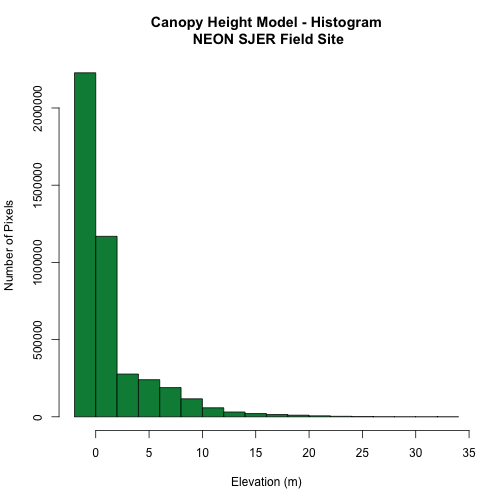 Canopy Height Model - Histogram
NEON SJER Field Site
Number of Pixels
2000000
1500000
1000000
500000
0
0 5 10 15 20 25 30 35
Elevation (m)